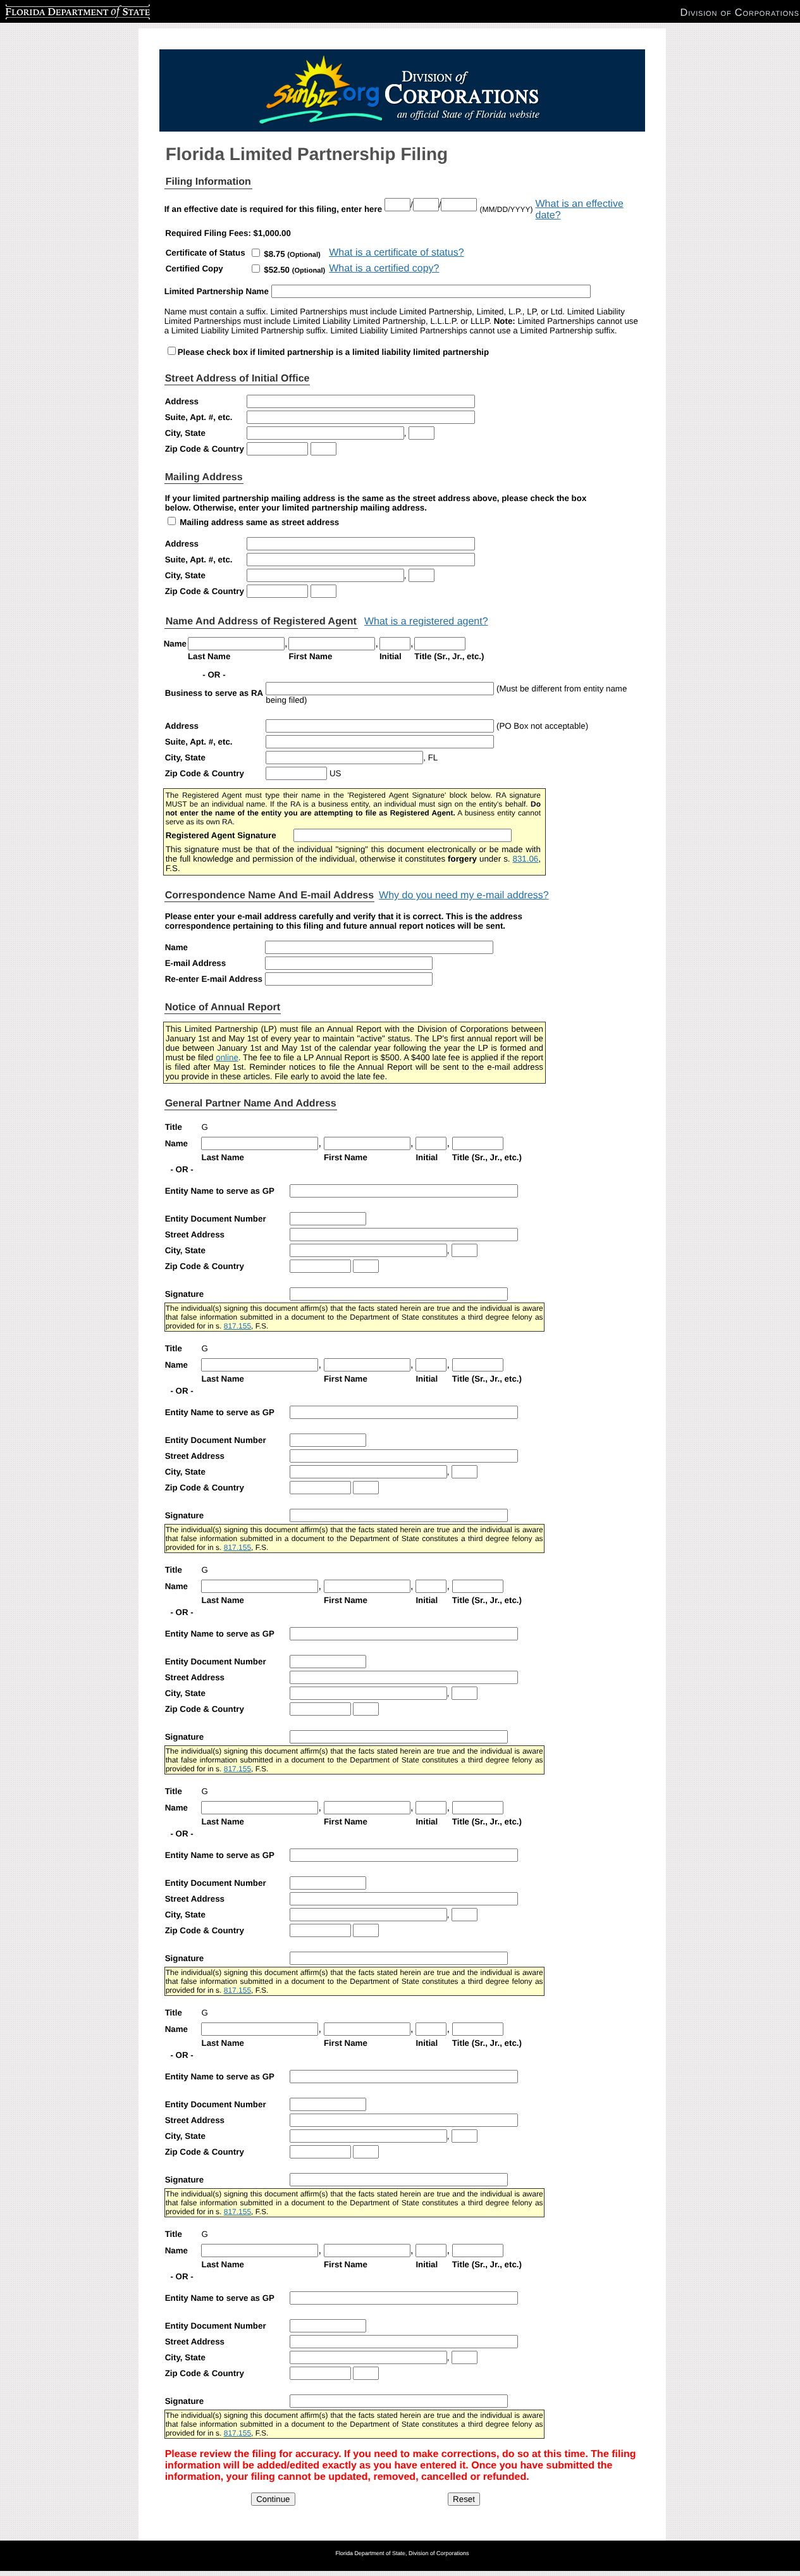 FLORIDA DEPARTMENT of STATE
DIVISION OF CORPORATIONS
Sunbiz.org
Division of
CORPORATIONS
an official State of Florida website
Florida Limited Partnership Filing
Filing Information
If an effective date is required for this filing, enter here / / (MM/DD/YYYY) What is an effective
date?
Required Filing Fees: $1,000.00
Certificate of Status $8.75 (Optional) What is a certificate of status?
Certified Copy $52.50 (Optional) What is a certified copy?
Limited Partnership Name
Name must contain a suffix. Limited Partnerships must include Limited Partnership, Limited, L.P., LP, or Ltd. Limited Liability
Limited Partnerships must include Limited Liability Limited Partnership, L.L.L.P. or LLLP. Note: Limited Partnerships cannot use
a Limited Liability Limited Partnership suffix. Limited Liability Limited Partnerships cannot use a Limited Partnership suffix.
Please check box if limited partnership is a limited liability limited partnership
Street Address of Initial Office
Address
Suite, Apt. #, etc.
City, State ,
Zip Code & Country
Mailing Address
If your limited partnership mailing address is the same as the street address above, please check the box
below. Otherwise, enter your limited partnership mailing address.
Mailing address same as street address
Address
Suite, Apt. #, etc.
City, State ,
Zip Code & Country
Name And Address of Registered Agent What is a registered agent?
Name , , ,
Last Name First Name Initial Title (Sr., Jr., etc.)
- OR -
Business to serve as RA (Must be different from entity name
being filed)
Address (PO Box not acceptable)
Suite, Apt. #, etc.
City, State , FL
Zip Code & Country US
The Registered Agent must type their name in the 'Registered Agent Signature' block below. RA signature
MUST be an individual name. If the RA is a business entity, an individual must sign on the entity's behalf. Do
not enter the name of the entity you are attempting to file as Registered Agent. A business entity cannot
serve as its own RA.
Registered Agent Signature
This signature must be that of the individual "signing" this document electronically or be made with
the full knowledge and permission of the individual, otherwise it constitutes forgery under s. 831.06,
F.S.
Correspondence Name And E-mail Address Why do you need my e-mail address?
Please enter your e-mail address carefully and verify that it is correct. This is the address
correspondence pertaining to this filing and future annual report notices will be sent.
Name
E-mail Address
Re-enter E-mail Address
Notice of Annual Report
This Limited Partnership (LP) must file an Annual Report with the Division of Corporations between
January 1st and May 1st of every year to maintain "active" status. The LP's first annual report will be
due between January 1st and May 1st of the calendar year following the year the LP is formed and
must be filed online. The fee to file a LP Annual Report is $500. A $400 late fee is applied if the report
is filed after May 1st. Reminder notices to file the Annual Report will be sent to the e-mail address
you provide in these articles. File early to avoid the late fee.
General Partner Name And Address
Title G
Name , , ,
Last Name First Name Initial Title (Sr., Jr., etc.)
- OR -
Entity Name to serve as GP
Entity Document Number
Street Address
City, State ,
Zip Code & Country
Signature
The individual(s) signing this document affirm(s) that the facts stated herein are true and the individual is aware
that false information submitted in a document to the Department of State constitutes a third degree felony as
provided for in s. 817.155, F.S.
Title G
Name , , ,
Last Name First Name Initial Title (Sr., Jr., etc.)
- OR -
Entity Name to serve as GP
Entity Document Number
Street Address
City, State ,
Zip Code & Country
Signature
The individual(s) signing this document affirm(s) that the facts stated herein are true and the individual is aware
that false information submitted in a document to the Department of State constitutes a third degree felony as
provided for in s. 817.155, F.S.
Title G
Name , , ,
Last Name First Name Initial Title (Sr., Jr., etc.)
- OR -
Entity Name to serve as GP
Entity Document Number
Street Address
City, State ,
Zip Code & Country
Signature
The individual(s) signing this document affirm(s) that the facts stated herein are true and the individual is aware
that false information submitted in a document to the Department of State constitutes a third degree felony as
provided for in s. 817.155, F.S.
Title G
Name , , ,
Last Name First Name Initial Title (Sr., Jr., etc.)
- OR -
Entity Name to serve as GP
Entity Document Number
Street Address
City, State ,
Zip Code & Country
Signature
The individual(s) signing this document affirm(s) that the facts stated herein are true and the individual is aware
that false information submitted in a document to the Department of State constitutes a third degree felony as
provided for in s. 817.155, F.S.
Title G
Name , , ,
Last Name First Name Initial Title (Sr., Jr., etc.)
- OR -
Entity Name to serve as GP
Entity Document Number
Street Address
City, State ,
Zip Code & Country
Signature
The individual(s) signing this document affirm(s) that the facts stated herein are true and the individual is aware
that false information submitted in a document to the Department of State constitutes a third degree felony as
provided for in s. 817.155, F.S.
Title G
Name , , ,
Last Name First Name Initial Title (Sr., Jr., etc.)
- OR -
Entity Name to serve as GP
Entity Document Number
Street Address
City, State ,
Zip Code & Country
Signature
The individual(s) signing this document affirm(s) that the facts stated herein are true and the individual is aware
that false information submitted in a document to the Department of State constitutes a third degree felony as
provided for in s. 817.155, F.S.
Please review the filing for accuracy. If you need to make corrections, do so at this time. The filing
information will be added/edited exactly as you have entered it. Once you have submitted the
information, your filing cannot be updated, removed, cancelled or refunded.
Continue Reset
Florida Department of State, Division of Corporations